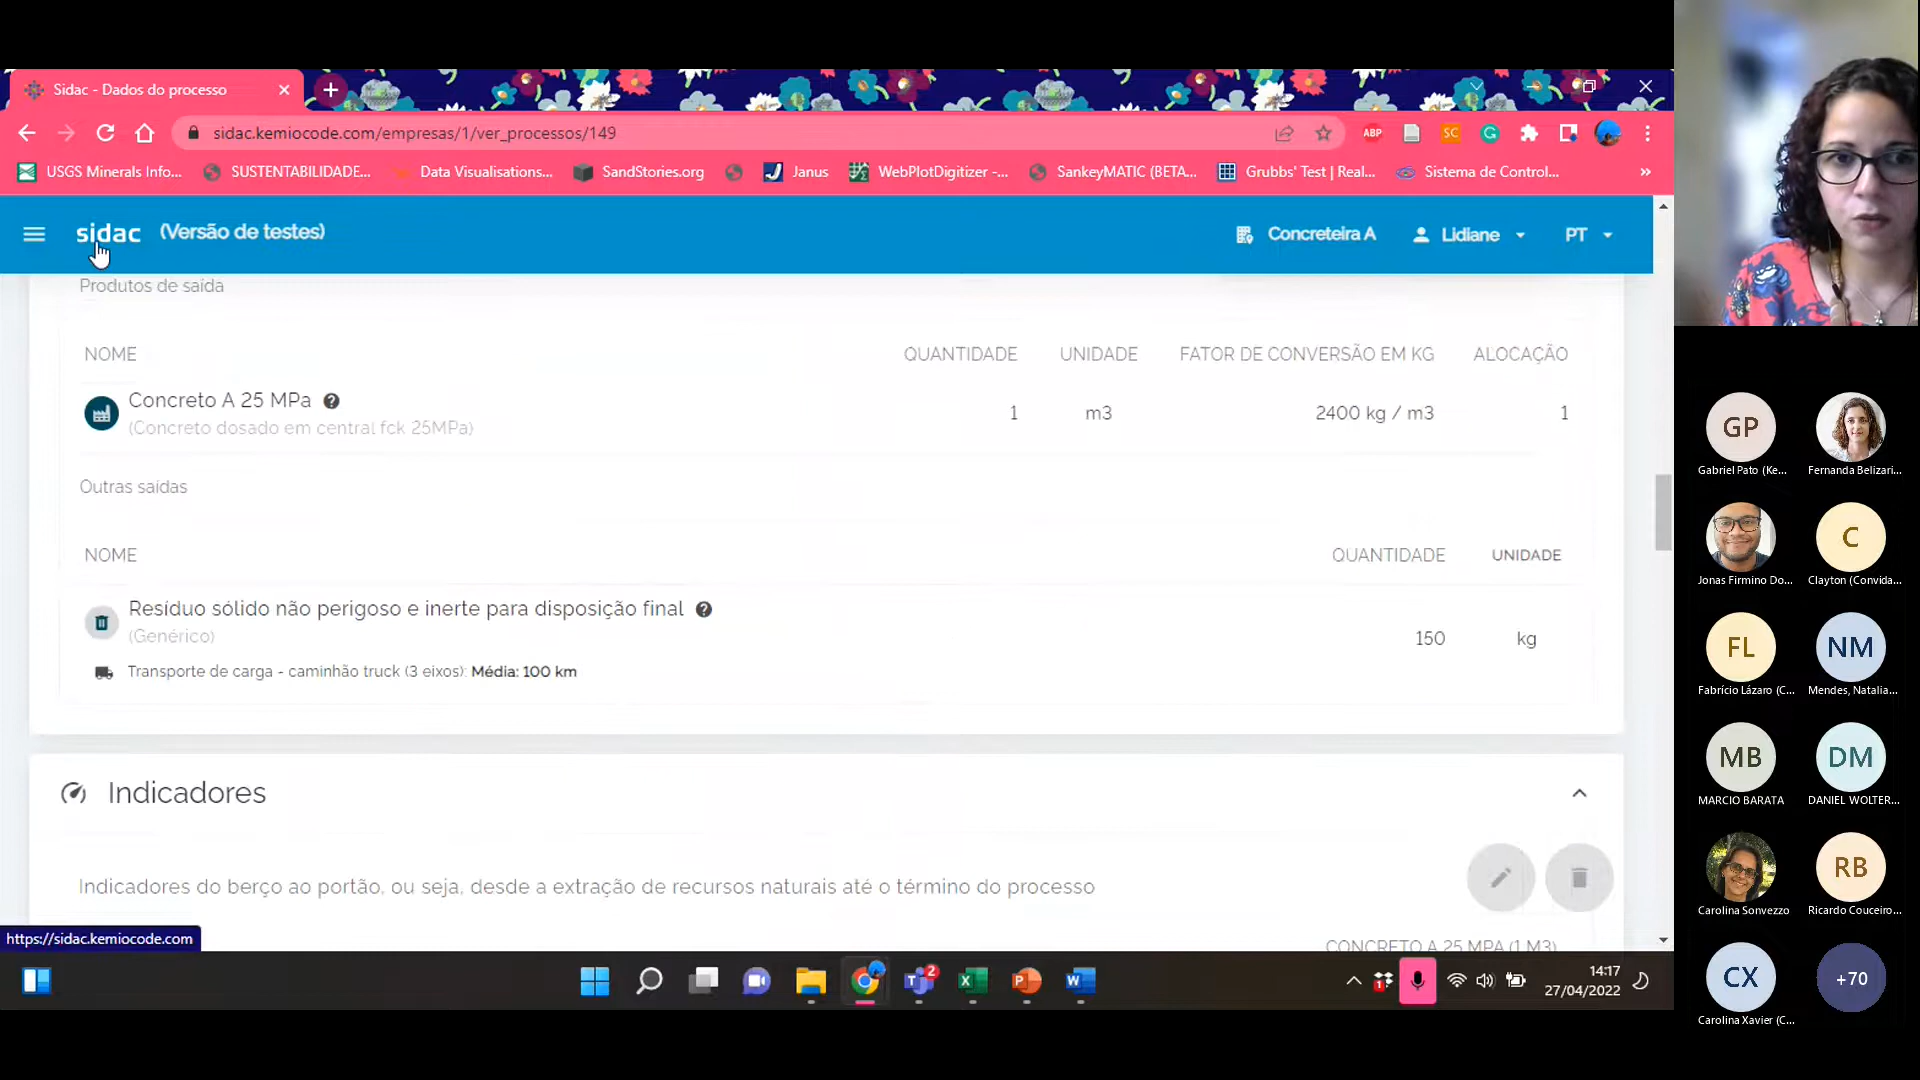 Sidac - Dados do processo
sidac.kemiocode.com/empresas/1/ver_processos/149
ABP
SC
USGS Minerals Info...
SUSTENTABILIDADE...
Data Visualisations...
SandStories.org
Janus
WebPlotDigitizer -...
SankeyMATIC (BETA...
Grubbs' Test | Real...
Sistema de Control...
»
sidac (Versão de testes)
Concreteira A
Lidiane
PT
Produtos de saída
NOME QUANTIDADE UNIDADE FATOR DE CONVERSÃO EM KG ALOCAÇÃO
Concreto A 25 MPa 1 m3 2400 kg / m3 1
(Concreto dosado em central fck 25MPa)
Outras saídas
NOME QUANTIDADE UNIDADE
Resíduo sólido não perigoso e inerte para disposição final 150 kg
(Genérico)
Transporte de carga - caminhão truck (3 eixos): Média: 100 km
Indicadores
Indicadores do berço ao portão, ou seja, desde a extração de recursos naturais até o término do processo
CONCRETO A 25 MPA (1 M3)
https://sidac.kemiocode.com
2
1
14:17
27/04/2022
GP
Gabriel Pato (Ke...
Fernanda Belizari...
Jonas Firmino Do...
C
Clayton (Convida...
FL
Fabrício Lázaro (C...
NM
Mendes, Natalia...
MB
MARCIO BARATA
DM
DANIEL WOLTER...
Carolina Sonvezzo
RB
Ricardo Couceiro...
CX
Carolina Xavier (C...
+70